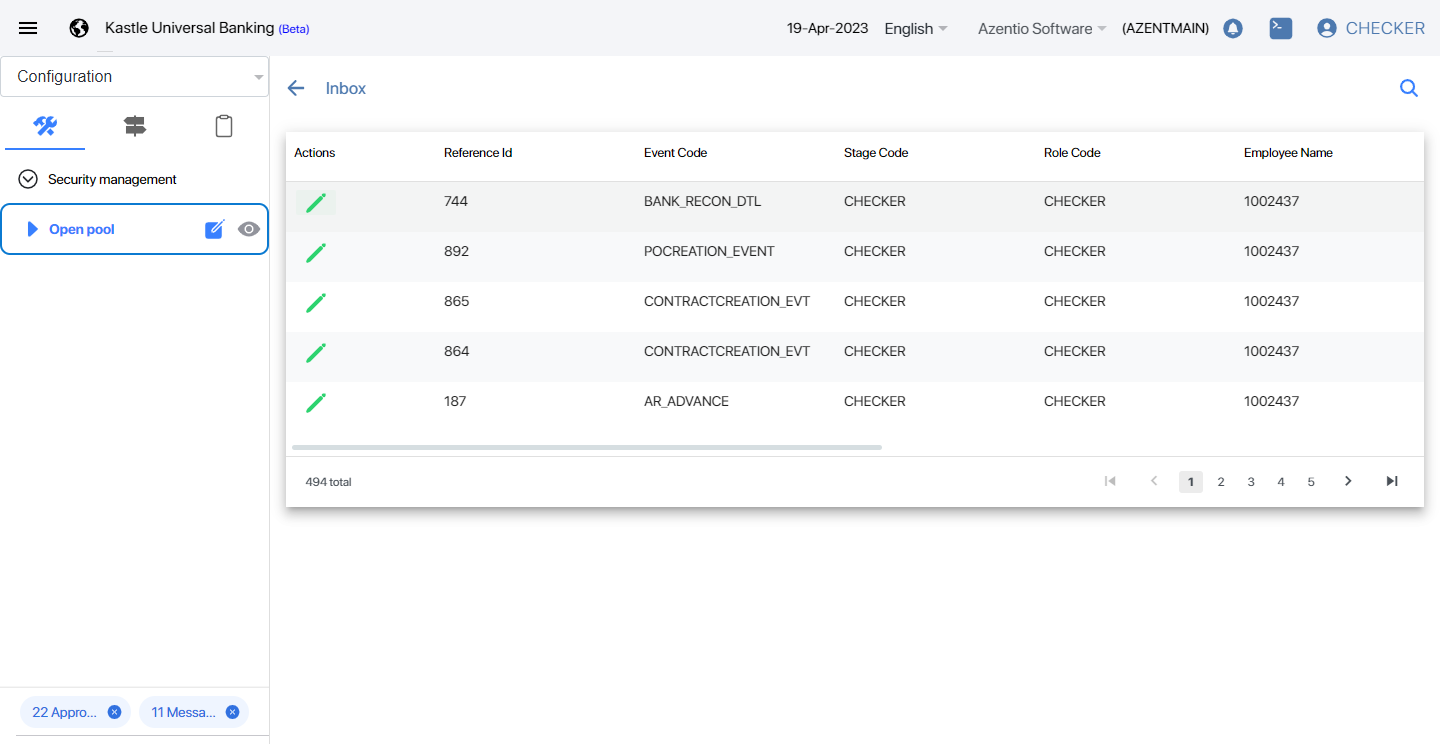 Kastle Universal Banking (Beta) 19-Apr-2023 English Azentio Software (AZENTMAIN) CHECKER
Configuration
Inbox
Security management
Open pool
Actions Reference Id Event Code Stage Code Role Code Employee Name
744 BANK_RECON_DTL CHECKER CHECKER 1002437
892 POCREATION_EVENT CHECKER CHECKER 1002437
865 CONTRACTCREATION_EVT CHECKER CHECKER 1002437
864 CONTRACTCREATION_EVT CHECKER CHECKER 1002437
187 AR_ADVANCE CHECKER CHECKER 1002437
494 total 1 2 3 4 5
22 Appro... 11 Messa...